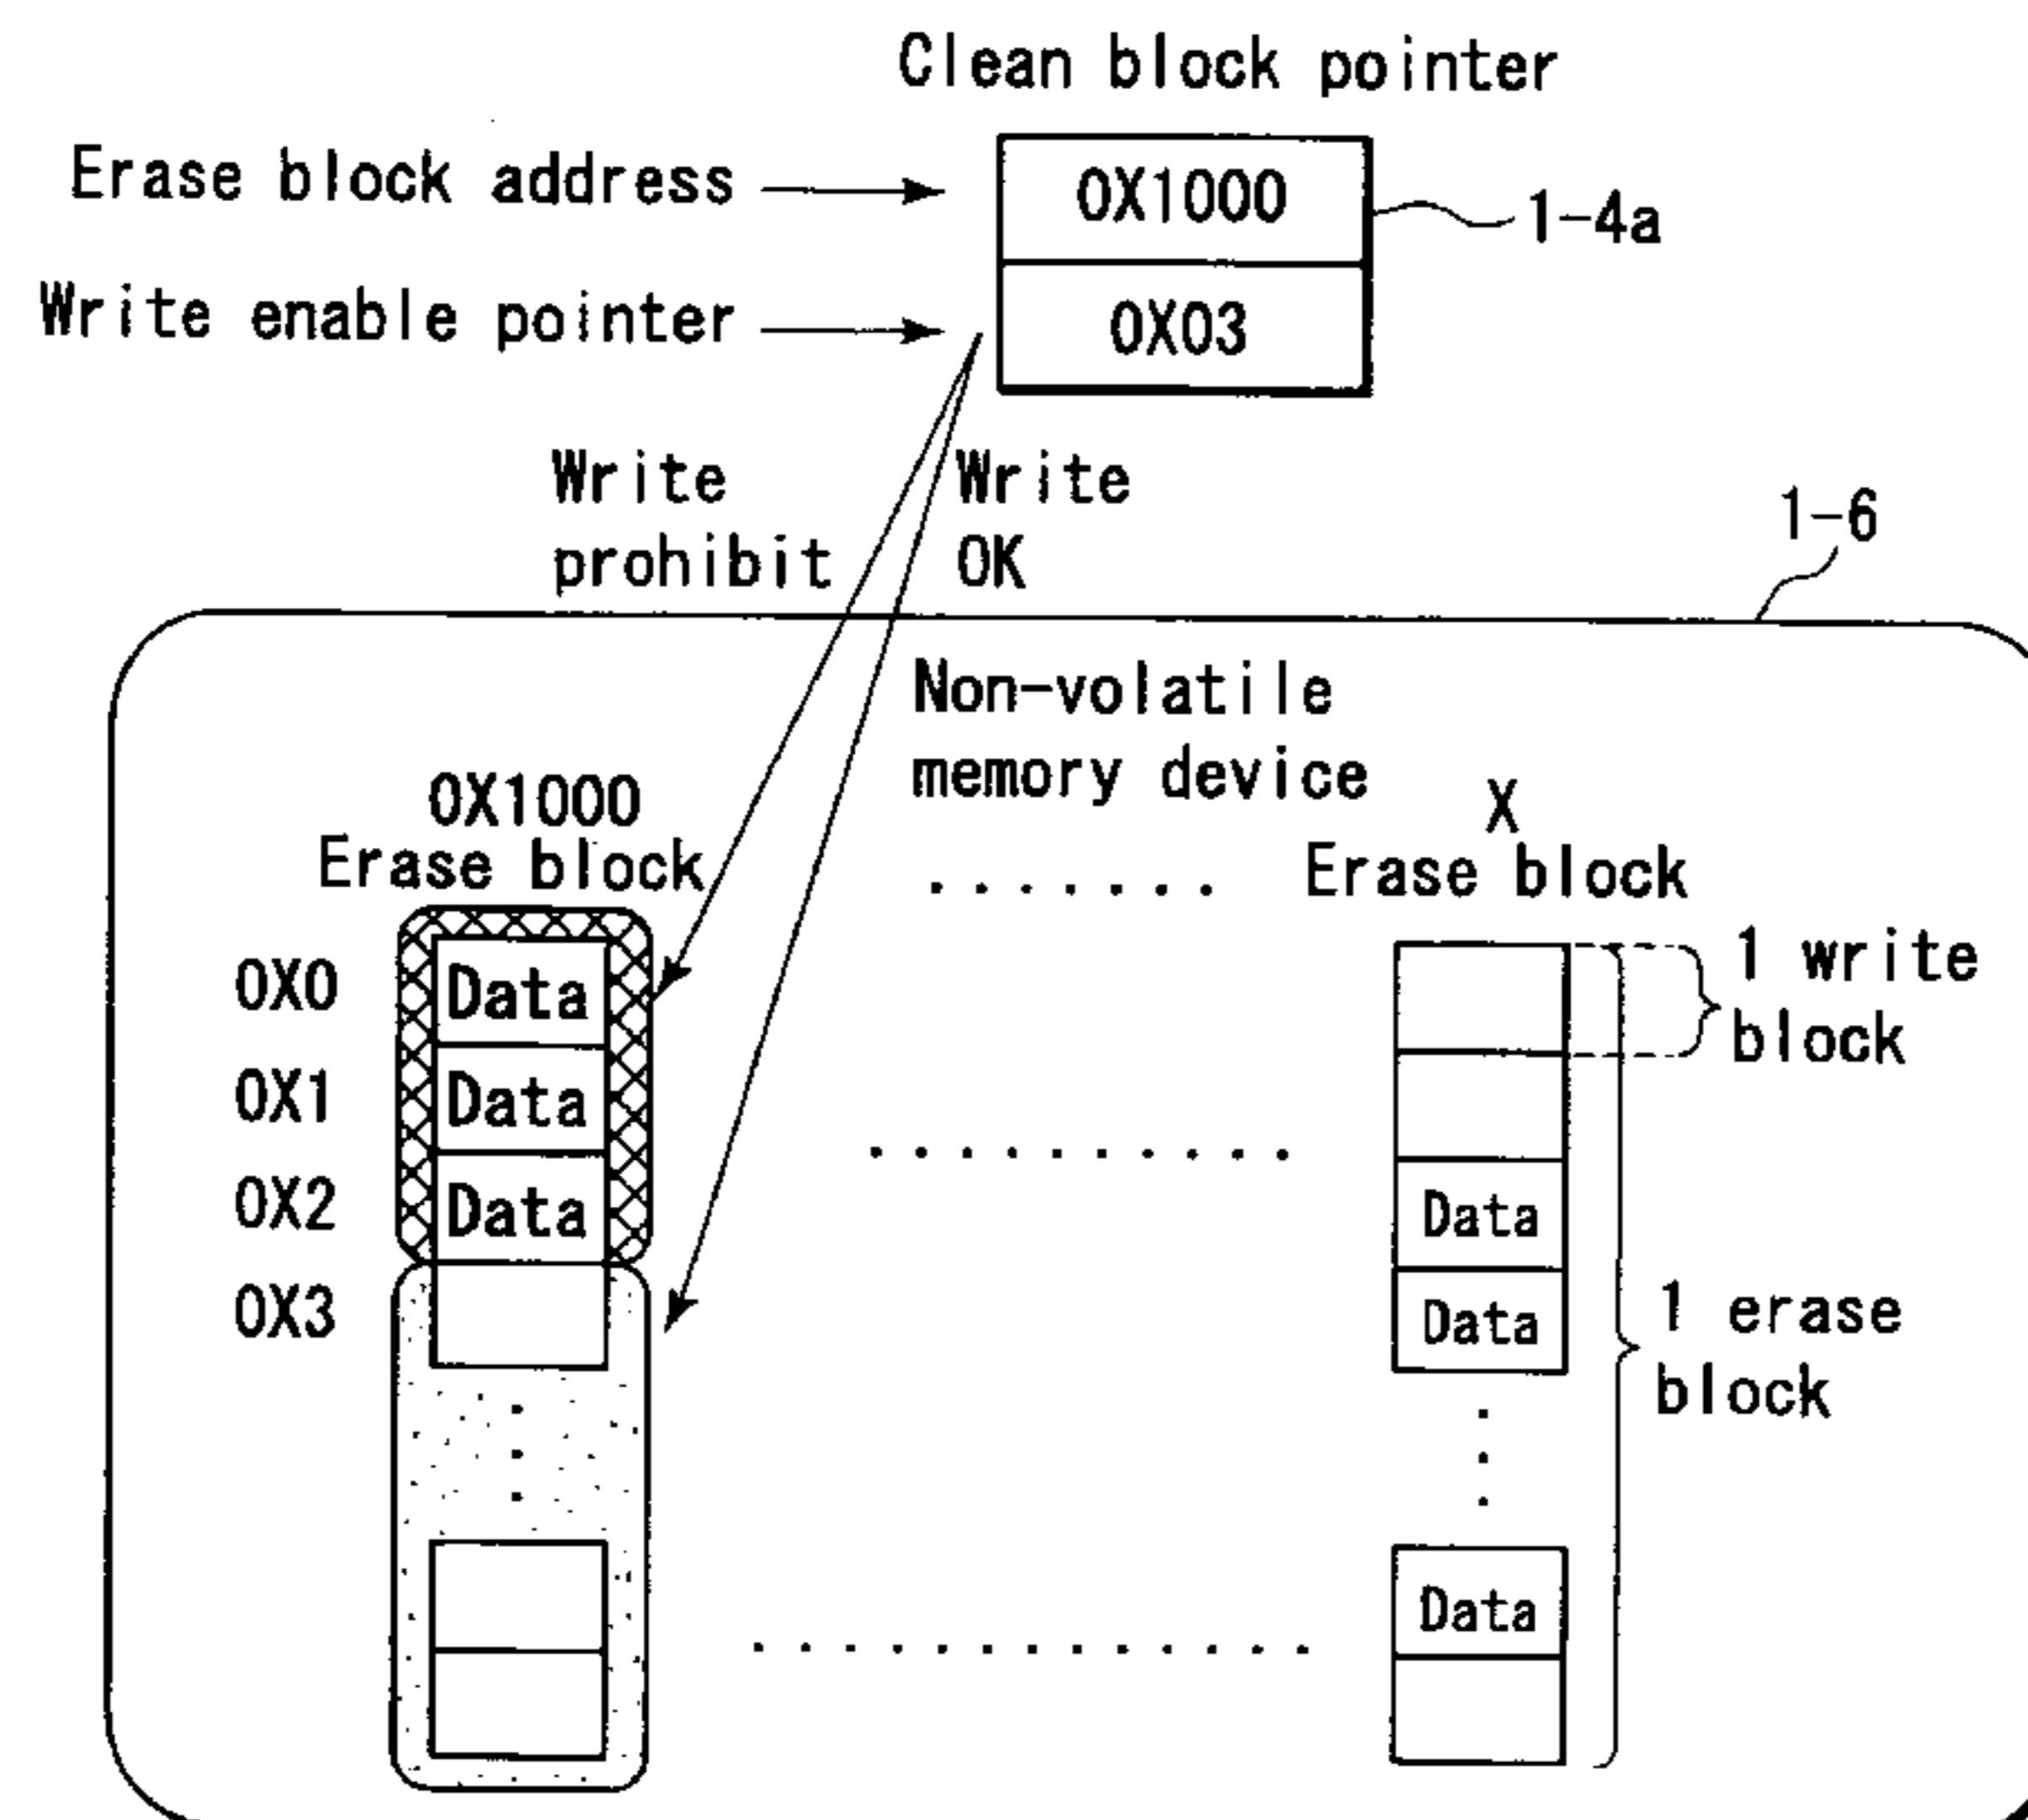 Clean block pointer
Erase block address
0X1000
1-4a
Write enable pointer
0X03
Write
prohibit
Write
OK
1-6
Non-volatile
memory device
0X1000
Erase block
X
Erase block
0X0
Data
1 write
block
0X1
Data
0X2
Data
Data
0X3
Data
1 erase
block
Data